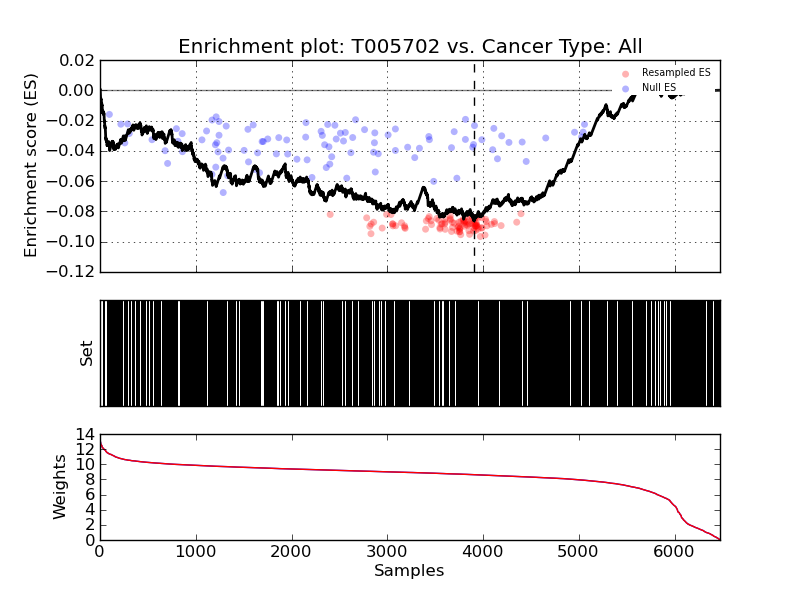 Enrichment plot: T005702 vs. Cancer Type: All
0.02
0.00
−0.02
−0.04
−0.06
−0.08
−0.10
−0.12
Enrichment score (ES)
Resampled ES
Null ES
Set
14
12
10
8
6
4
2
0
Weights
0 1000 2000 3000 4000 5000 6000
Samples